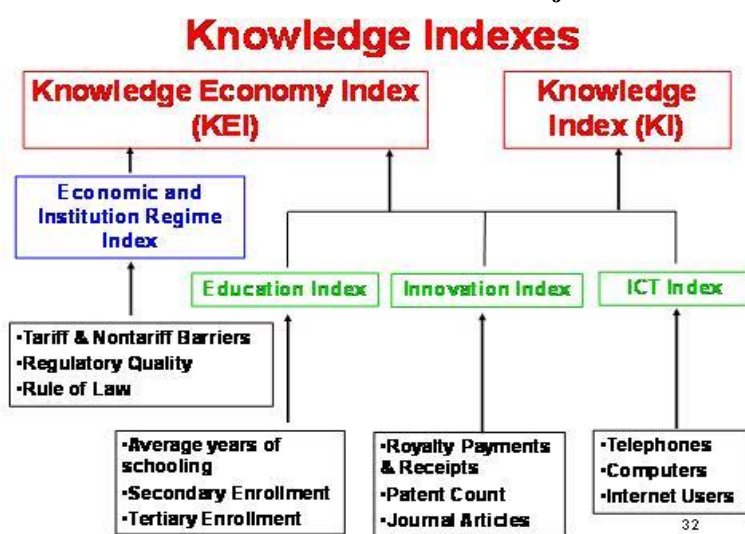 Knowledge Indexes
Knowledge Economy Index
(KEI)
Knowledge
Index (KI)
Economic and
Institution Regime
Index
Education Index
Innovation Index
ICT Index
•Tariff & Nontariff Barriers
•Regulatory Quality
•Rule of Law
•Average years of
schooling
•Secondary Enrollment
•Tertiary Enrollment
•Royalty Payments
& Receipts
•Patent Count
•Journal Articles
•Telephones
•Computers
•Internet Users
32